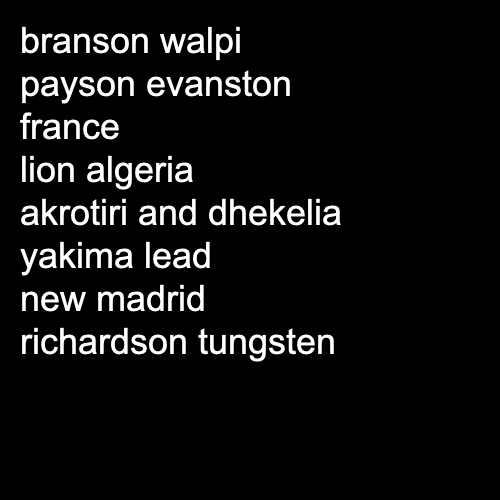 branson walpi
payson evanston
france
lion algeria
akrotiri and dhekelia
yakima lead
new madrid
richardson tungsten